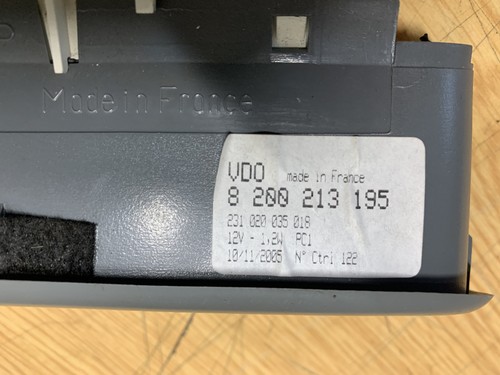 Made in France
VDO made in France
8 200 213 195
231 020 035 018
12V - 1,2W PC1
10/11/2005 N° Ctrl 122